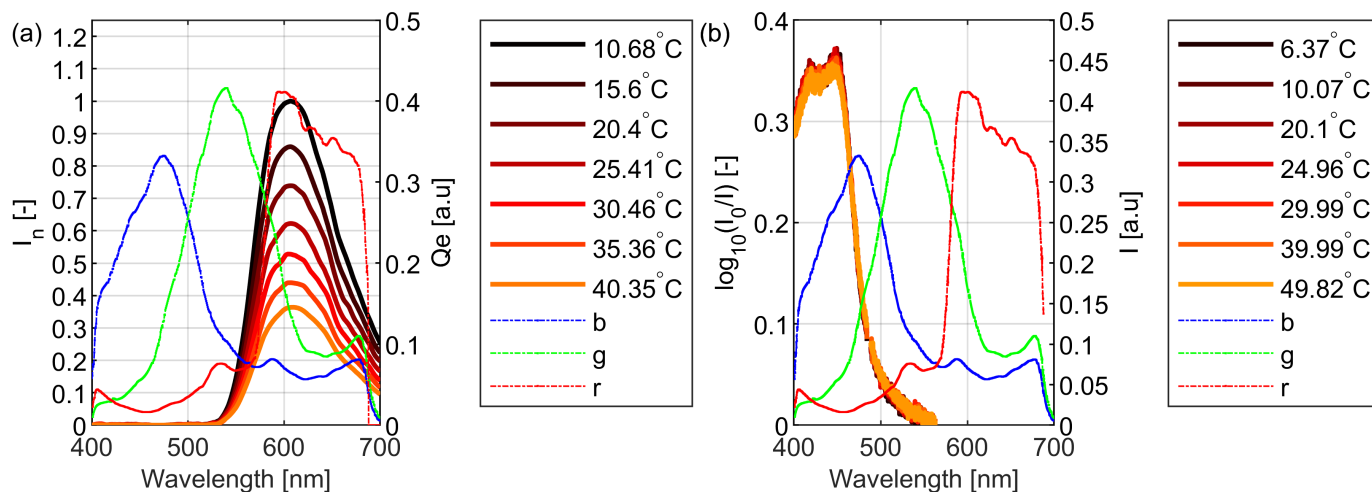 (a)
I_n [-]
1.2
1.1
1
0.9
0.8
0.7
0.6
0.5
0.4
0.3
0.2
0.1
0
400
500
600
700
Wavelength [nm]
0.5
0.4
0.3
0.2
0.1
0
Qe [a.u]
10.68°C
15.6°C
20.4°C
25.41°C
30.46°C
35.36°C
40.35°C
b
g
r
(b)
log_10(I_0/I) [-]
0.4
0.3
0.2
0.1
0
400
500
600
700
Wavelength [nm]
0.5
0.45
0.4
0.35
0.3
0.25
0.2
0.15
0.1
0.05
0
I [a.u]
6.37°C
10.07°C
20.1°C
24.96°C
29.99°C
39.99°C
49.82°C
b
g
r